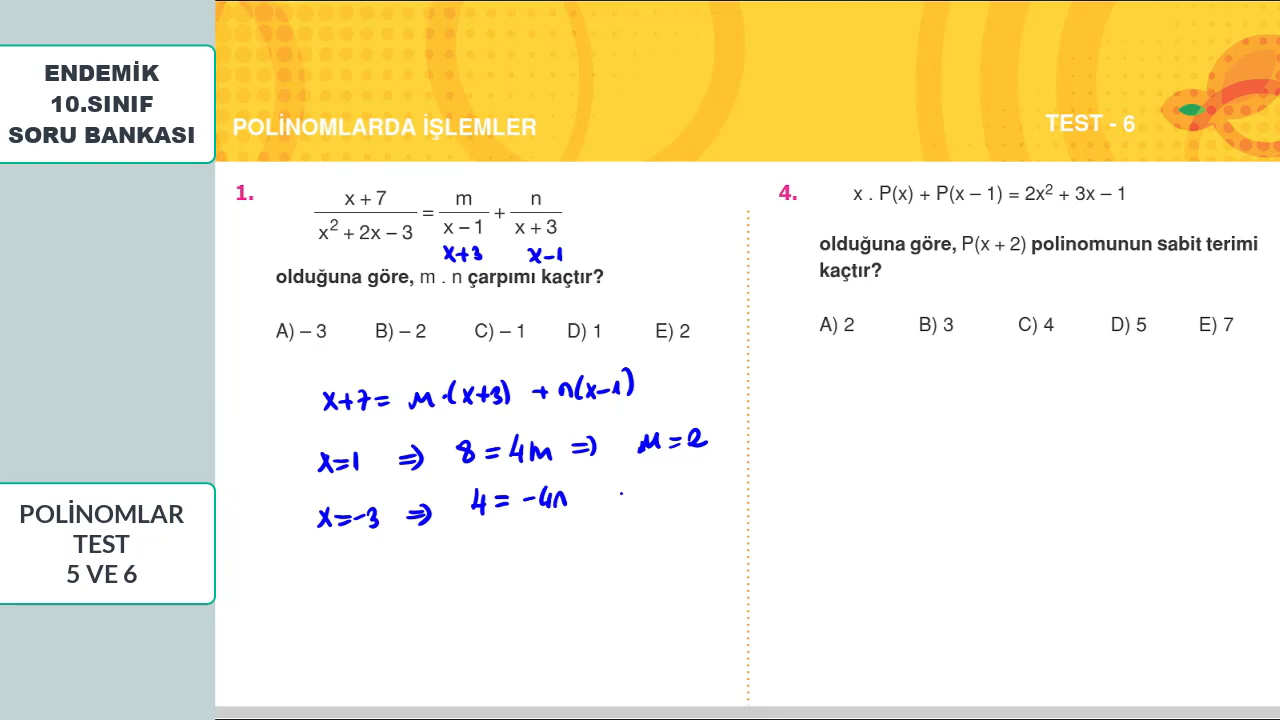 ENDEMİK
10.SINIF
SORU BANKASI
POLİNOMLAR
TEST
5 VE 6
POLİNOMLARDA İŞLEMLER
TEST - 6
1.
x + 7 / x² + 2x – 3 = m / x – 1 + n / x + 3
x+3 x–1
olduğuna göre, m . n çarpımı kaçtır?
A) – 3 B) – 2 C) – 1 D) 1 E) 2
x+7 = m·(x+3) + n(x–1)
x=1 ⇒ 8 = 4m ⇒ m = 2
x=-3 ⇒ 4 = -4n
4. x . P(x) + P(x – 1) = 2x² + 3x – 1
olduğuna göre, P(x + 2) polinomunun sabit terimi
kaçtır?
A) 2 B) 3 C) 4 D) 5 E) 7